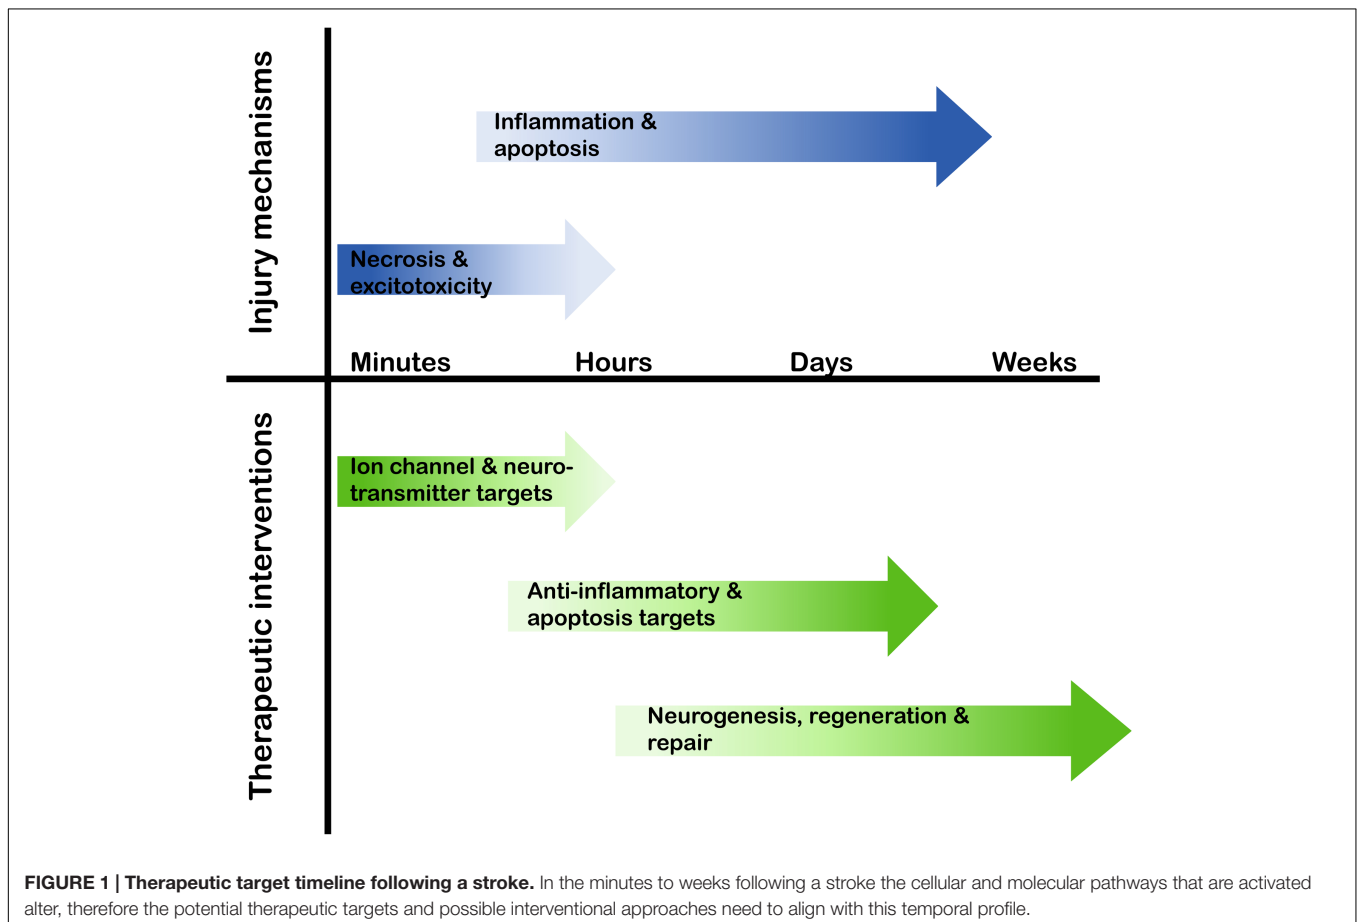 Injury mechanisms
Inflammation &
apoptosis
Necrosis &
excitotoxicity
Minutes Hours Days Weeks
Therapeutic interventions
Ion channel & neuro-
transmitter targets
Anti-inflammatory &
apoptosis targets
Neurogenesis, regeneration &
repair
FIGURE 1 | Therapeutic target timeline following a stroke. In the minutes to weeks following a stroke the cellular and molecular pathways that are activated
alter, therefore the potential therapeutic targets and possible interventional approaches need to align with this temporal profile.